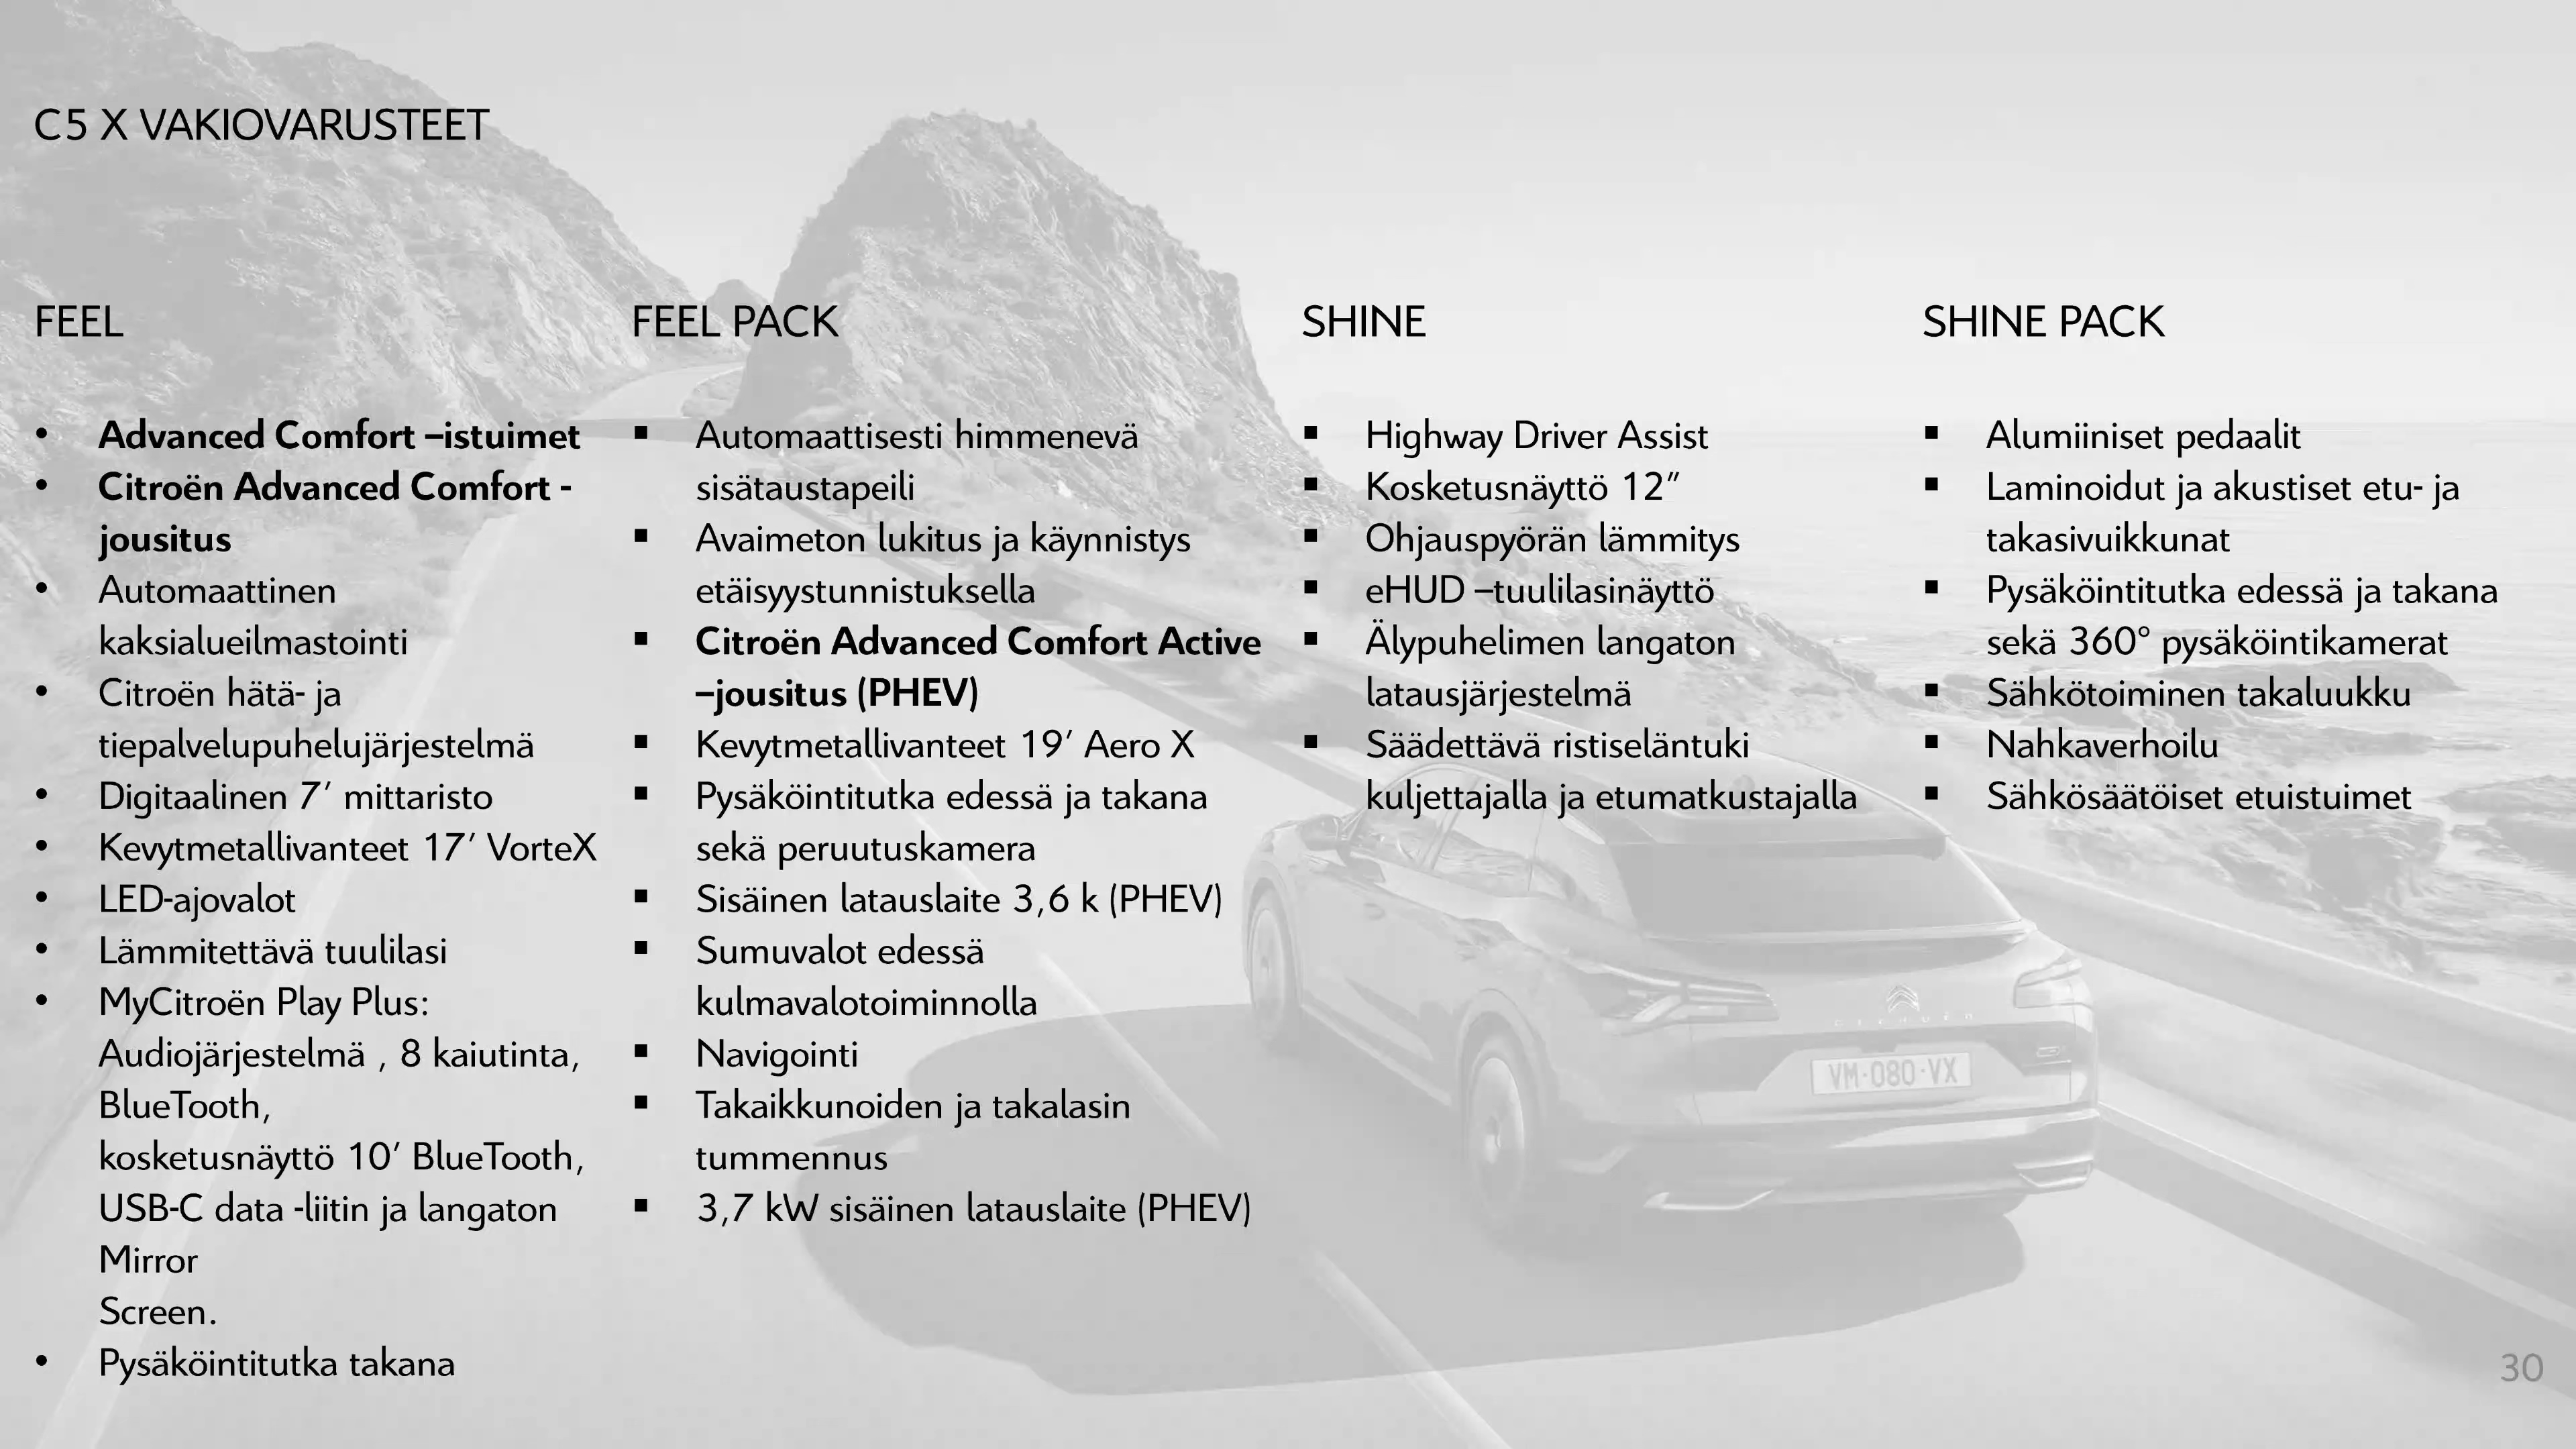 C5 X VAKIOVARUSTEET
FEEL
• Advanced Comfort –istuimet
• Citroën Advanced Comfort -
jousitus
• Automaattinen
kaksialueilmastointi
• Citroën hätä- ja
tiepalvelupuhelujärjestelmä
• Digitaalinen 7’ mittaristo
• Kevytmetallivanteet 17’ VorteX
• LED-ajovalot
• Lämmitettävä tuulilasi
• MyCitroën Play Plus:
Audiojärjestelmä , 8 kaiutinta,
BlueTooth,
kosketusnäyttö 10’ BlueTooth,
USB-C data -liitin ja langaton
Mirror
Screen.
• Pysäköintitutka takana
FEEL PACK
▪ Automaattisesti himmenevä
sisätaustapeili
▪ Avaimeton lukitus ja käynnistys
etäisyystunnistuksella
▪ Citroën Advanced Comfort Active
–jousitus (PHEV)
▪ Kevytmetallivanteet 19’ Aero X
▪ Pysäköintitutka edessä ja takana
sekä peruutuskamera
▪ Sisäinen latauslaite 3,6 k (PHEV)
▪ Sumuvalot edessä
kulmavalotoiminnolla
▪ Navigointi
▪ Takaikkunoiden ja takalasin
tummennus
▪ 3,7 kW sisäinen latauslaite (PHEV)
SHINE
▪ Highway Driver Assist
▪ Kosketusnäyttö 12”
▪ Ohjauspyörän lämmitys
▪ eHUD –tuulilasinäyttö
▪ Älypuhelimen langaton
latausjärjestelmä
▪ Säädettävä ristiseläntuki
kuljettajalla ja etumatkustajalla
SHINE PACK
▪ Alumiiniset pedaalit
▪ Laminoidut ja akustiset etu- ja
takasivuikkunat
▪ Pysäköintitutka edessä ja takana
sekä 360° pysäköintikamerat
▪ Sähkötoiminen takaluukku
▪ Nahkaverhoilu
▪ Sähkösäätöiset etuistuimet
CITROËN
VM-080-VX
30